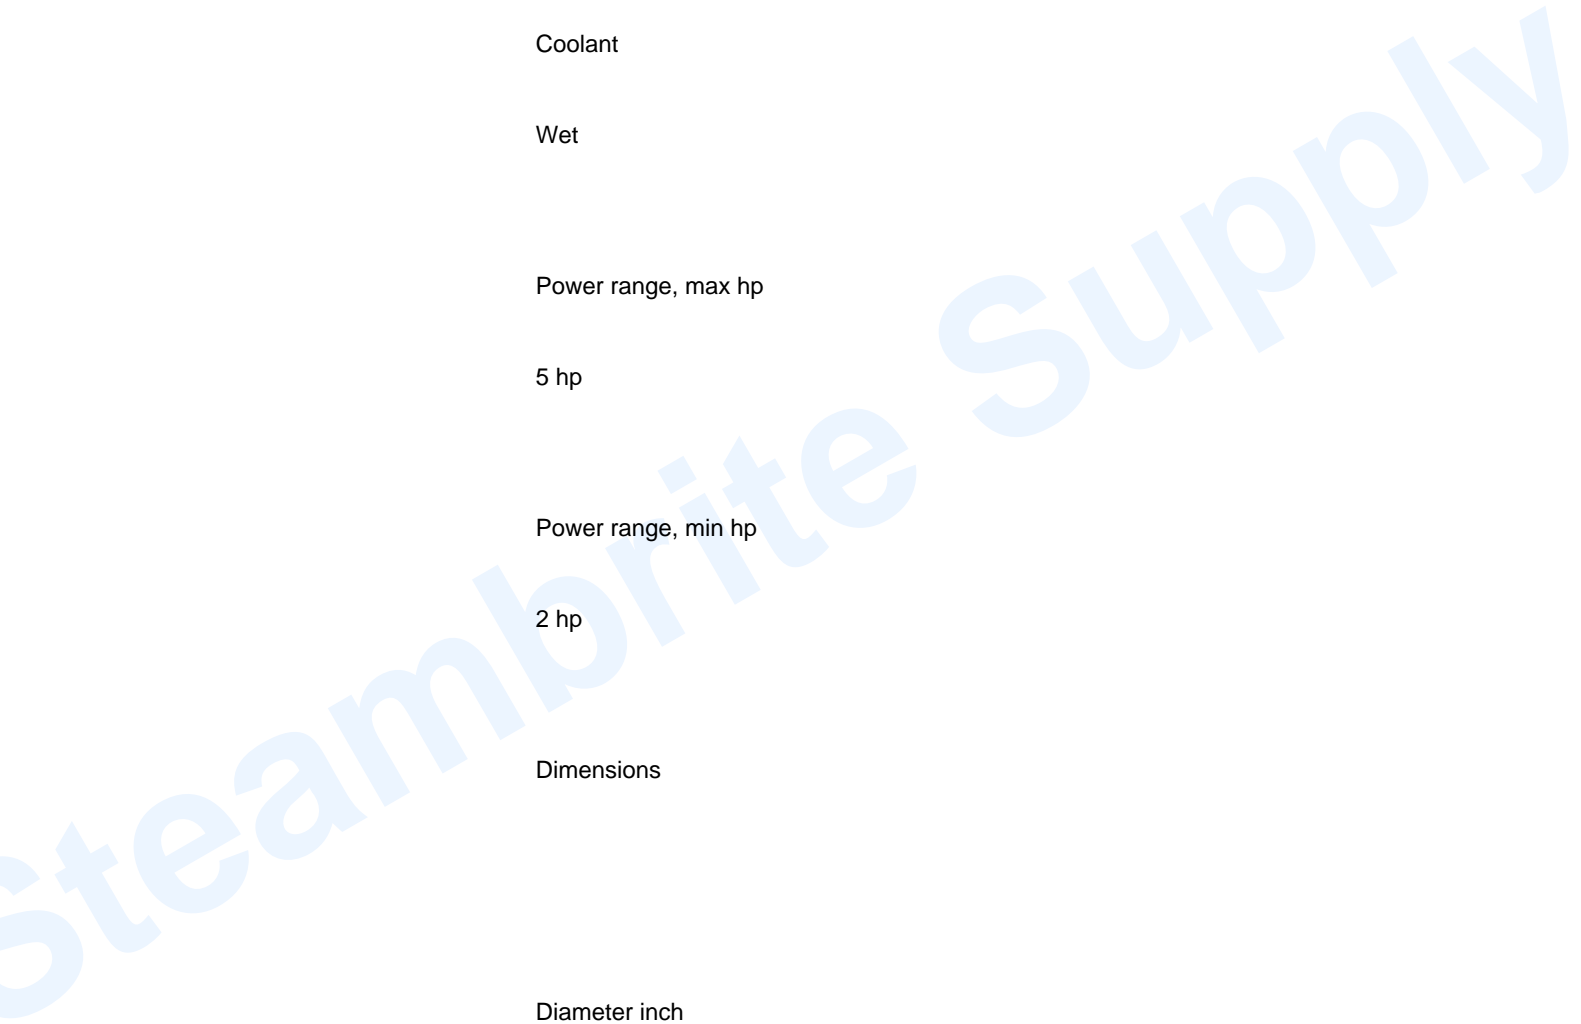 Coolant
Wet
Power range, max hp
5 hp
Power range, min hp
2 hp
Dimensions
Diameter inch
Steambrite Supply